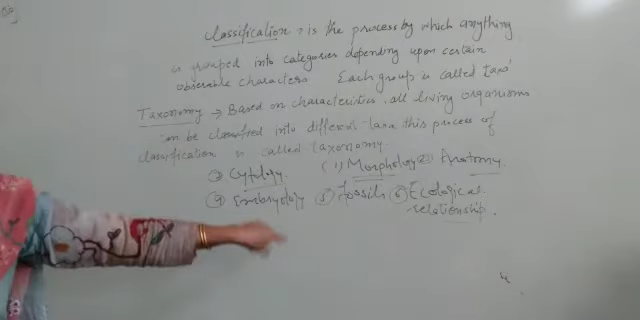 Classification → is the process by which anything
is grouped into categories depending upon certain
observable characters Each group is called taxo'
Taxonomy → Based on characteristics, all living organisms
can be classified into different taxa this process of
classification is called taxonomy.
③ Cytology. (1) Morphology ② Anatomy.
④ Embryology ⑤ Fossils ⑥ Ecological
relationship.